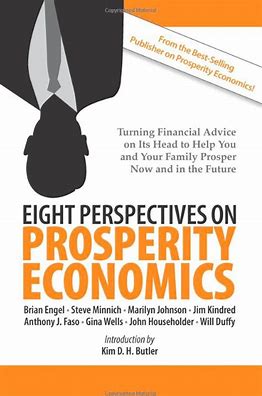 From the Best-Selling
Publisher on Prosperity Economics!
Turning Financial Advice
on Its Head to Help You
and Your Family Prosper
Now and in the Future
EIGHT PERSPECTIVES ON
PROSPERITY
ECONOMICS
Brian Engel · Steve Minnich · Marilyn Johnson · Jim Kindred
Anthony J. Faso · Gina Wells · John Householder · Will Duffy
Introduction by
Kim D. H. Butler